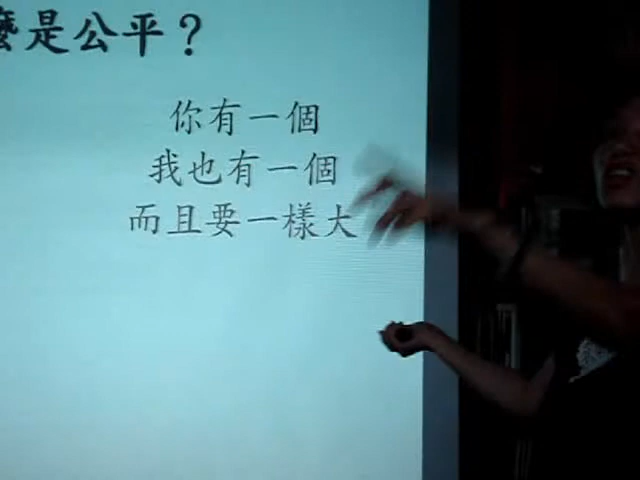 麼是公平？
你有一個
我也有一個
而且要一樣大